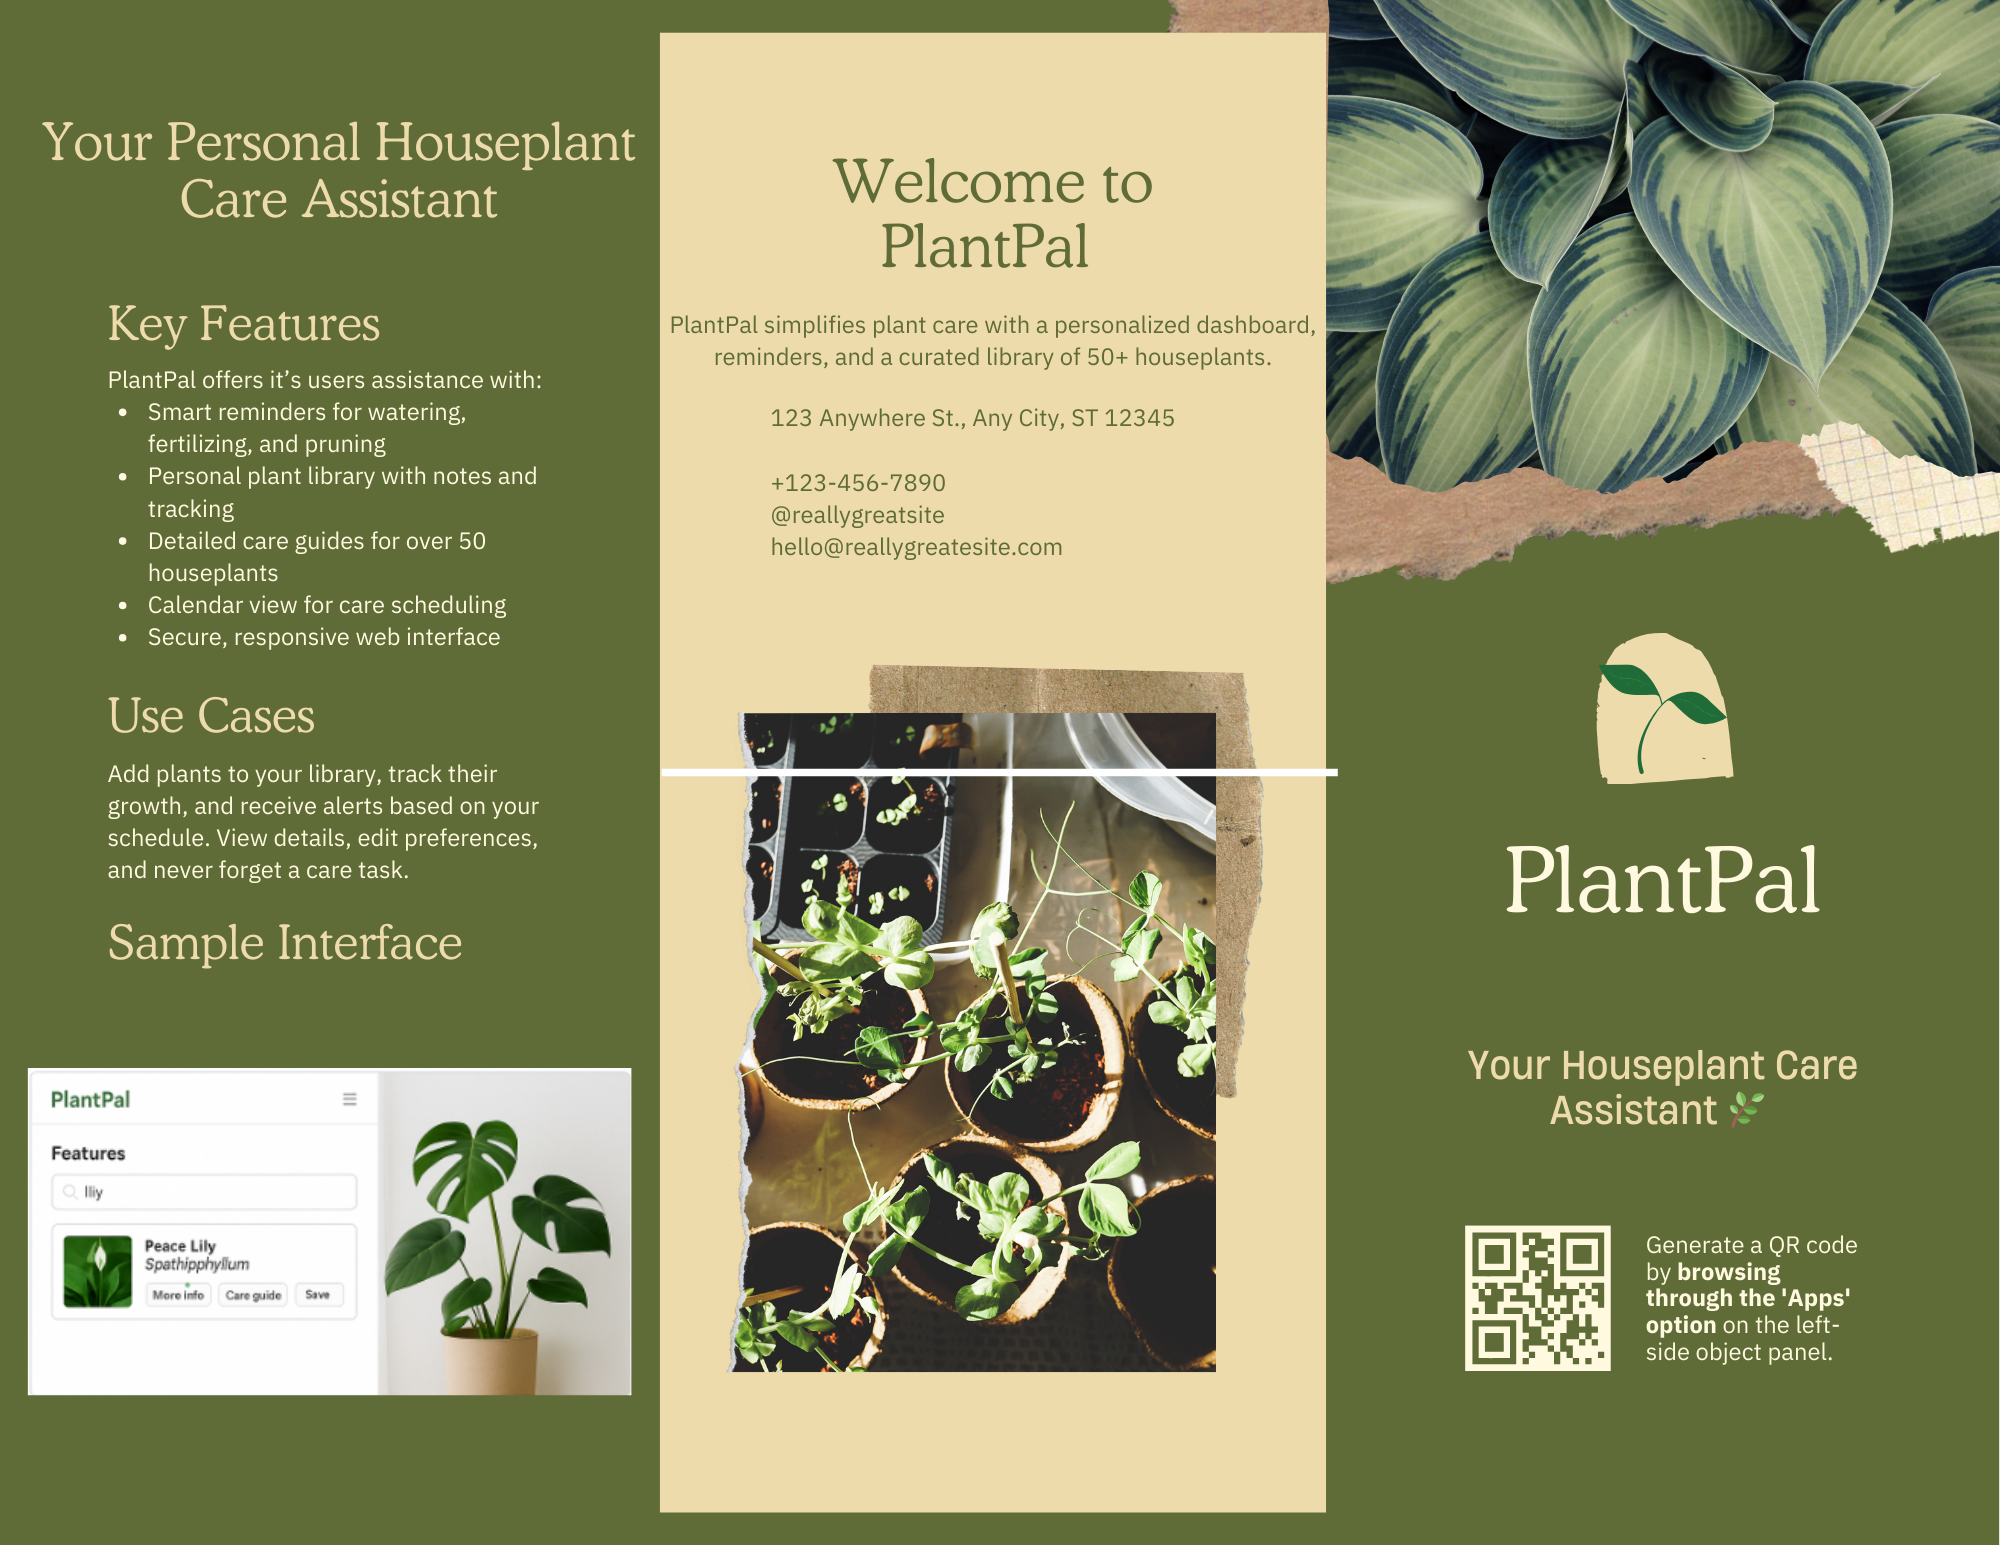 Your Personal Houseplant
Care Assistant
Key Features
PlantPal offers it’s users assistance with:
• Smart reminders for watering,
fertilizing, and pruning
• Personal plant library with notes and
tracking
• Detailed care guides for over 50
houseplants
• Calendar view for care scheduling
• Secure, responsive web interface
Use Cases
Add plants to your library, track their
growth, and receive alerts based on your
schedule. View details, edit preferences,
and never forget a care task.
Sample Interface
PlantPal
Features
lliy
Peace Lily
Spathipphyllum
More info
Care guide
Save
Welcome to
PlantPal
PlantPal simplifies plant care with a personalized dashboard,
reminders, and a curated library of 50+ houseplants.
123 Anywhere St., Any City, ST 12345
+123-456-7890
@reallygreatsite
hello@reallygreatesite.com
PlantPal
Your Houseplant Care
Assistant 🌿
Generate a QR code
by browsing
through the 'Apps'
option on the left-
side object panel.